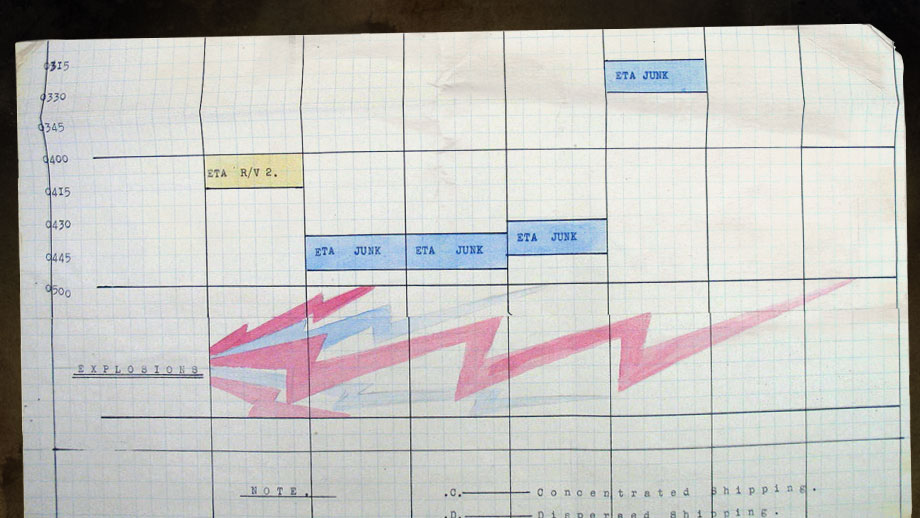 0315
ETA JUNK
0330
0345
0400
ETA R/V 2.
0415
0430
ETA JUNK
ETA JUNK
ETA JUNK
0445
0500
EXPLOSIONS
NOTE.
.C.— Concentrated Shipping.
.D. Dispersed Shipping.